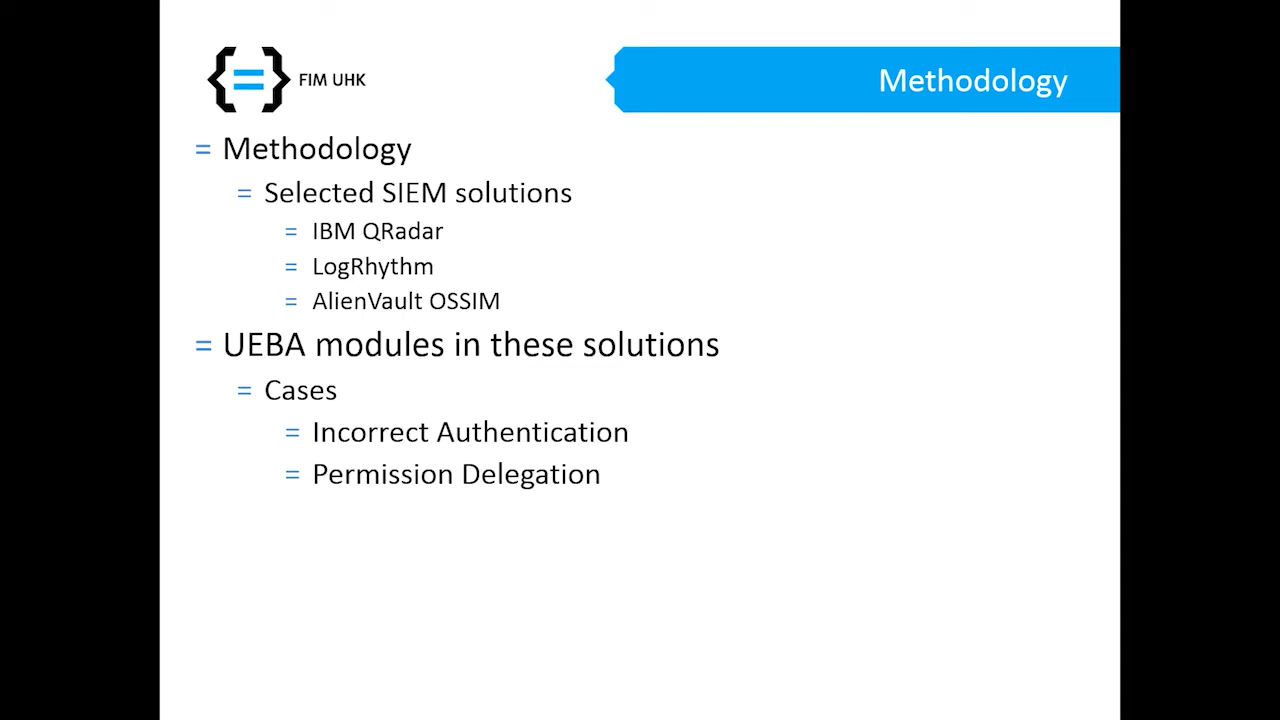 FIM UHK
Methodology
= Methodology
= Selected SIEM solutions
= IBM QRadar
= LogRhythm
= AlienVault OSSIM
= UEBA modules in these solutions
= Cases
= Incorrect Authentication
= Permission Delegation